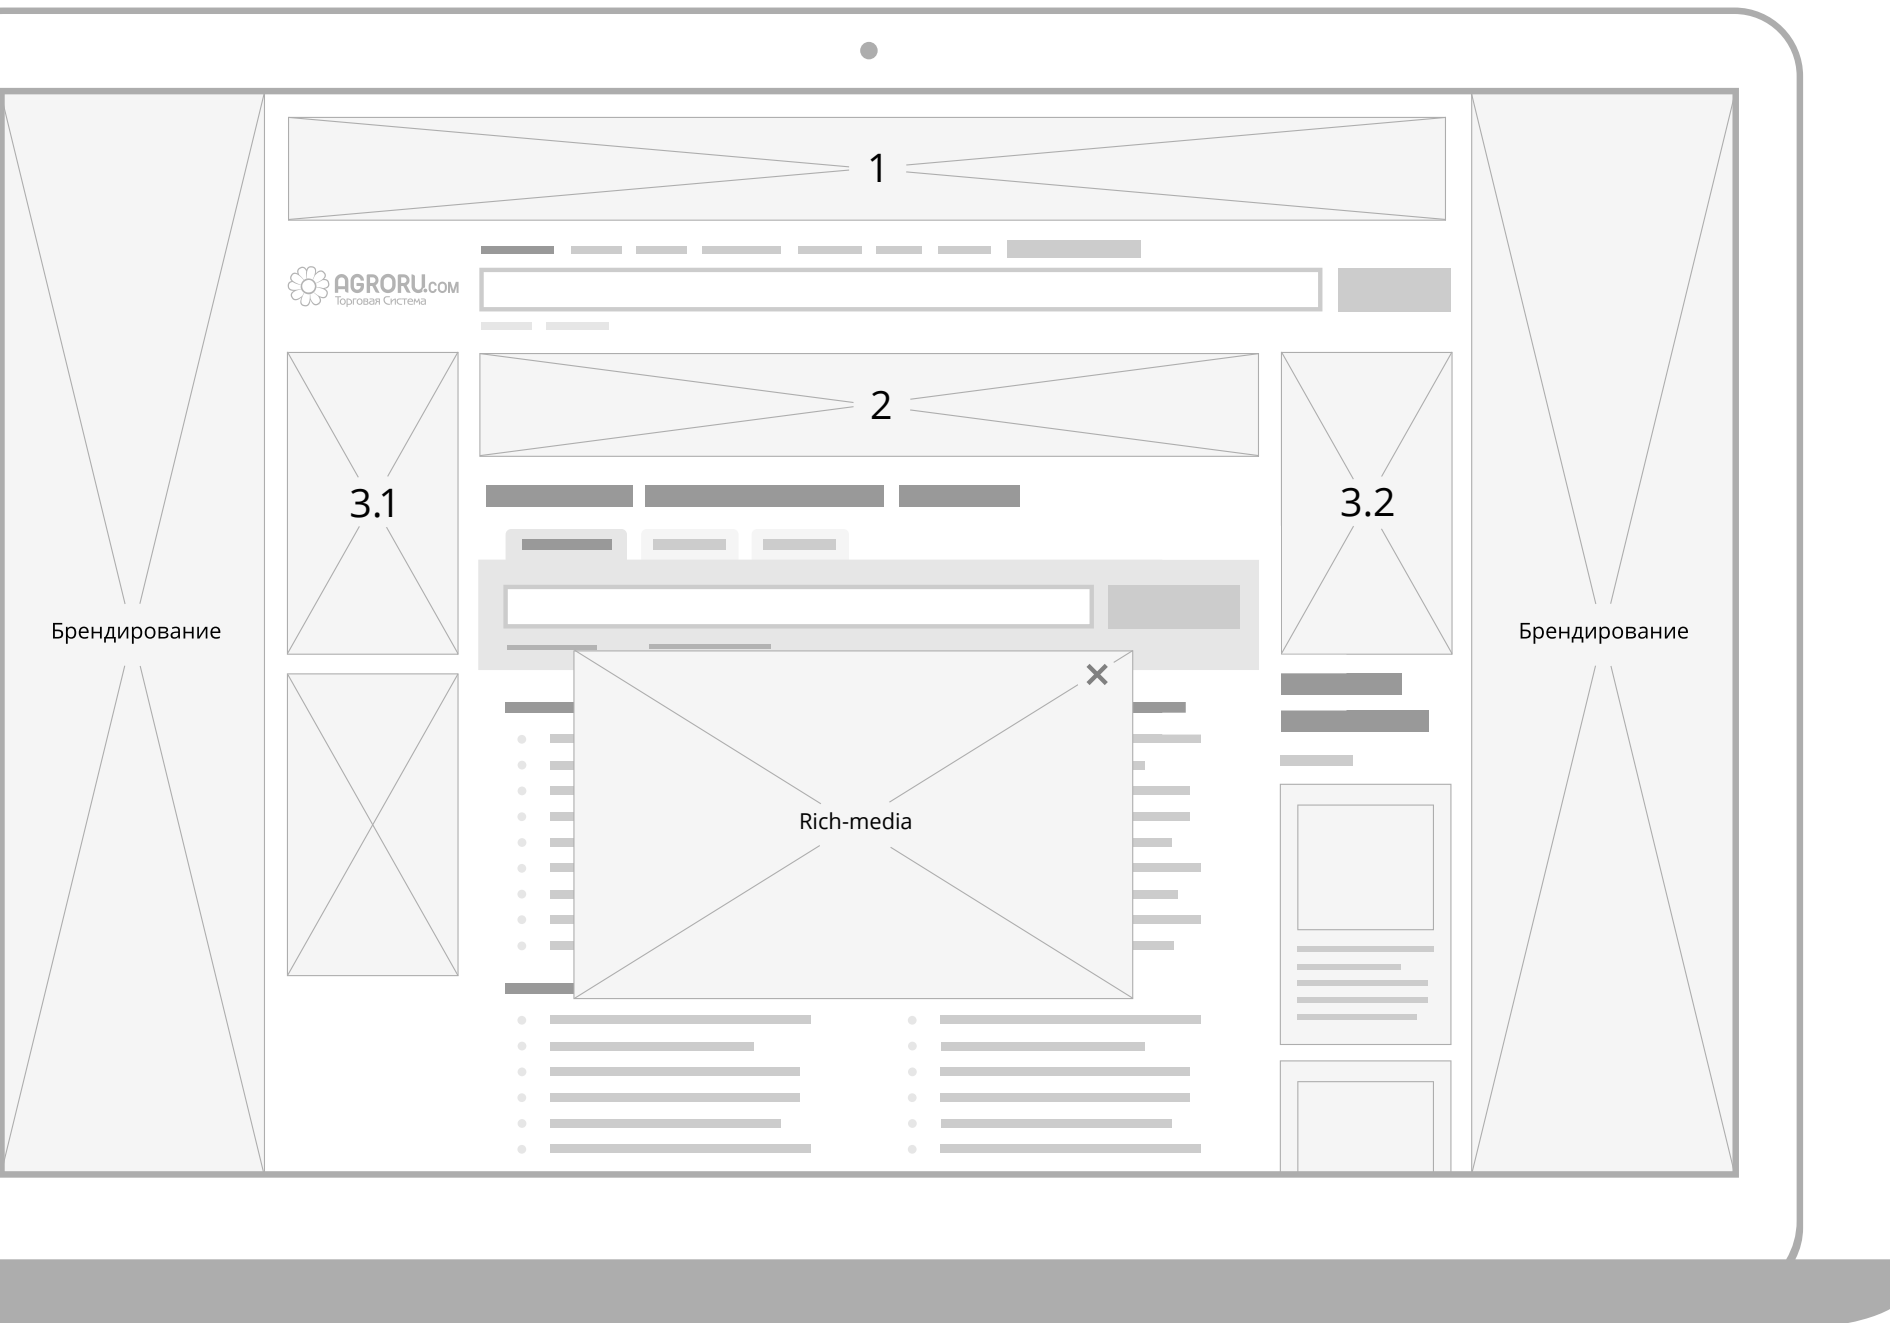 1
AGRORU.COM
Торговая Система
2
3.1
3.2
Брендирование
Брендирование
Rich-media